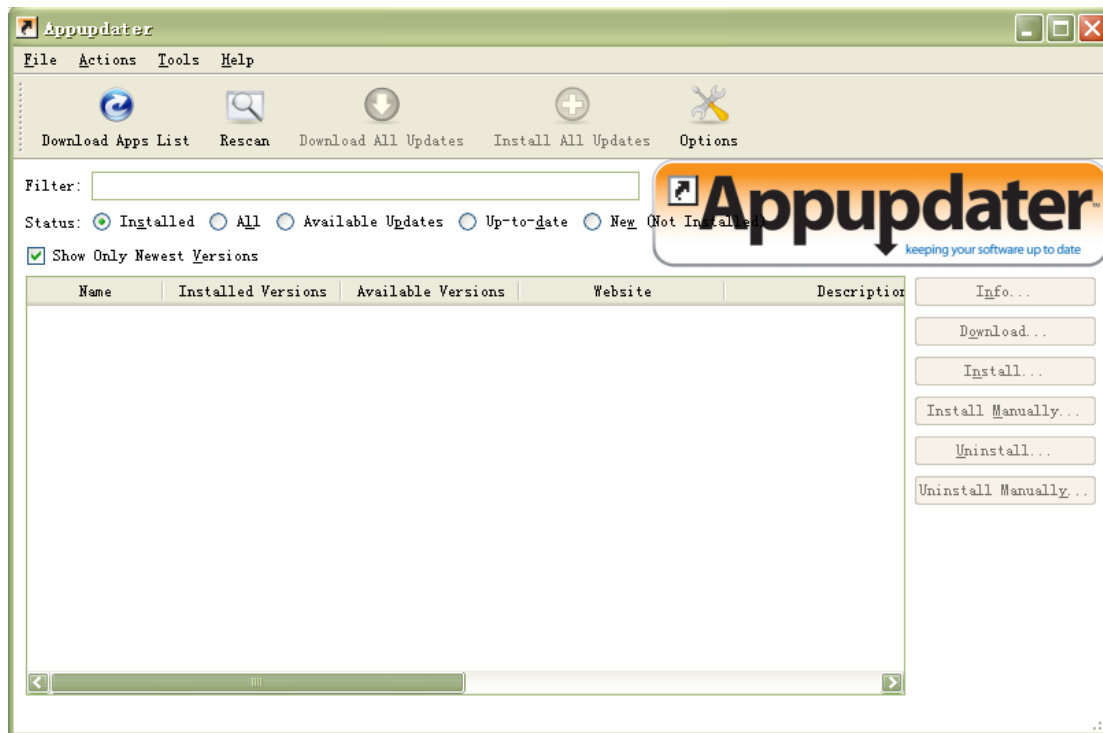 Appupdater
File Actions Tools Help
Download Apps List Rescan Download All Updates Install All Updates Options
Filter:
Appupdater™
keeping your software up to date
Status: Installed All Available Updates Up-to-date New (Not Installed)
Show Only Newest Versions
Name Installed Versions Available Versions Website Description
Info...
Download...
Install...
Install Manually...
Uninstall...
Uninstall Manually...